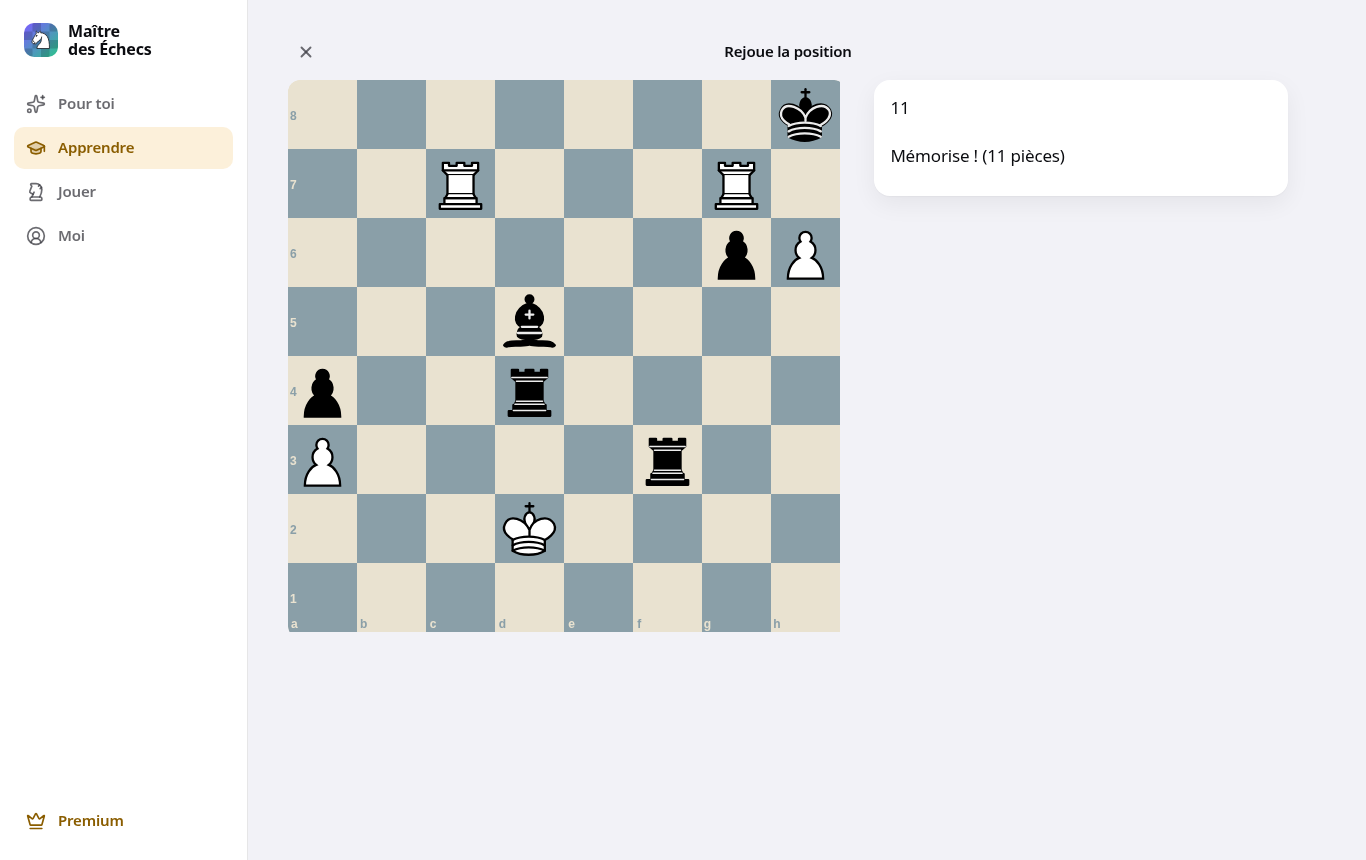 Maître
des Échecs
Pour toi
Apprendre
Jouer
Moi
Premium
Rejoue la position
8
7
6
5
4
3
2
1
a b c d e f g h
11
Mémorise ! (11 pièces)